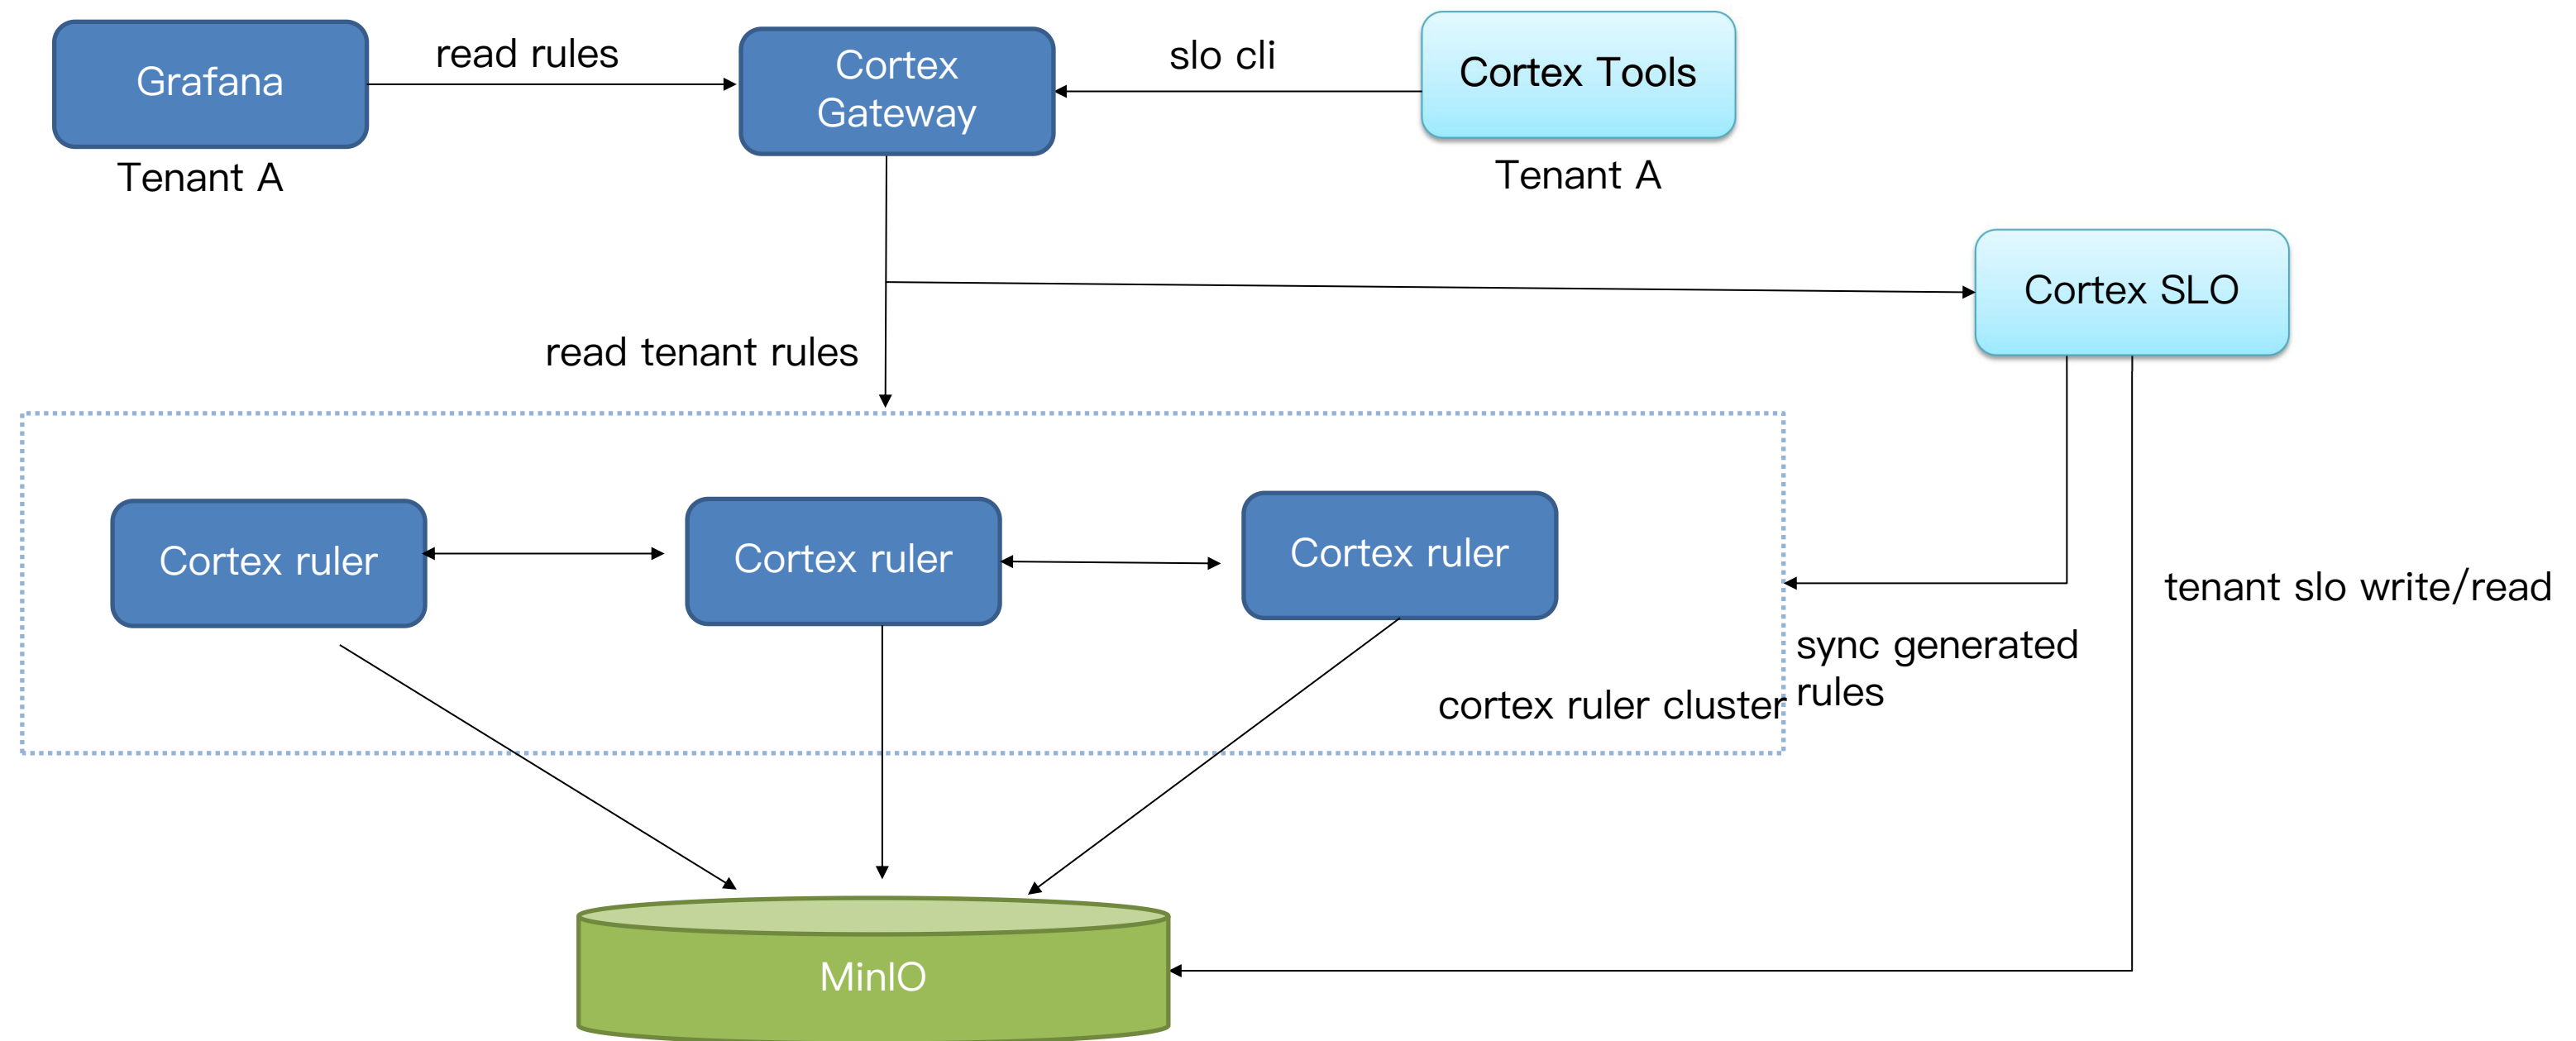 Grafana
read rules
Cortex
Gateway
slo cli
Cortex Tools
Tenant A
Tenant A
Cortex SLO
read tenant rules
Cortex ruler
Cortex ruler
Cortex ruler
tenant slo write/read
sync generated
rules
cortex ruler cluster
MinIO